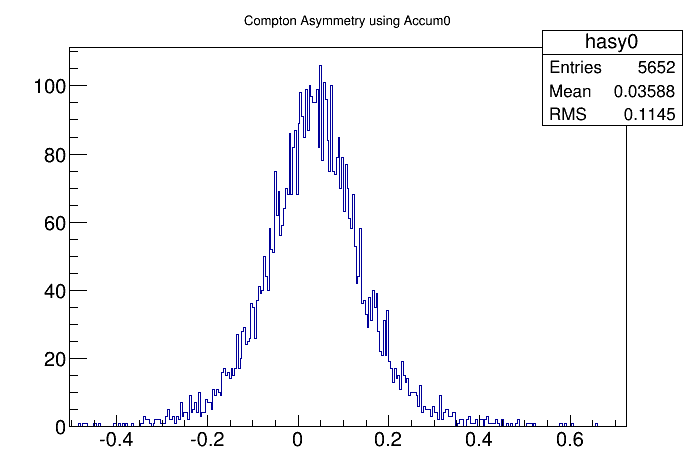 Compton Asymmetry using Accum0
hasy0
Entries 5652
Mean 0.03588
RMS 0.1145
100
80
60
40
20
0
-0.4 -0.2 0 0.2 0.4 0.6